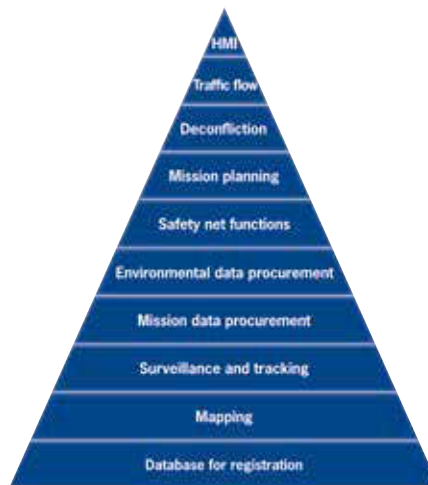 HMI
Traffic flow
Deconfliction
Mission planning
Safety net functions
Environmental data procurement
Mission data procurement
Surveillance and tracking
Mapping
Database for registration